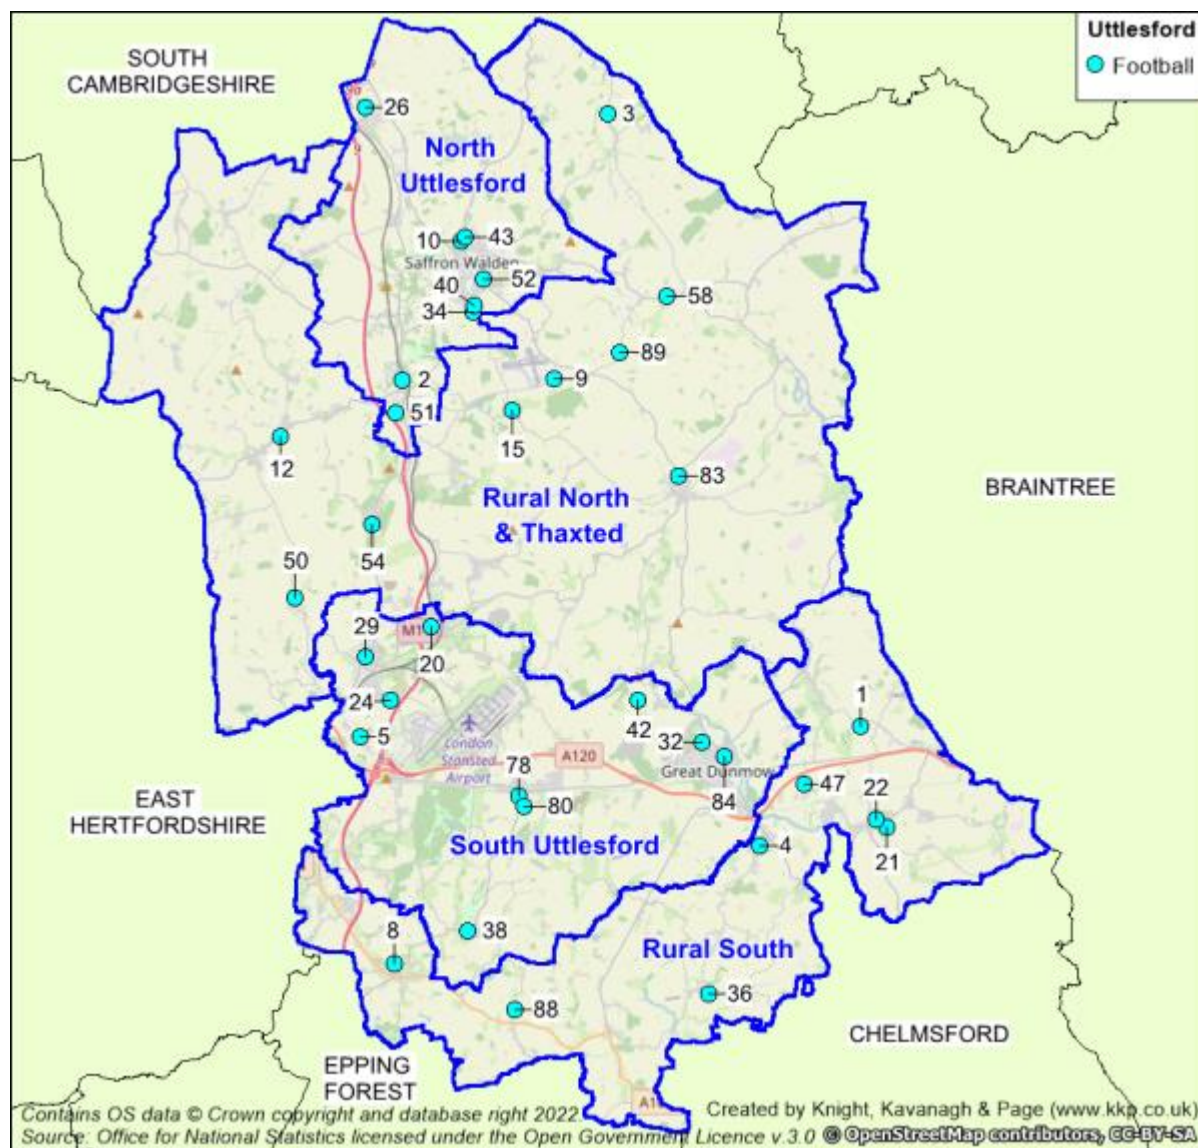 Uttlesford
Football
SOUTH
CAMBRIDGESHIRE
26
3
North
Uttlesford
10
43
Saffron Walden
52
40
34
58
89
2
9
51
15
12
83
BRAINTREE
Rural North
& Thaxted
54
50
29
M11
20
24
1
42
5
32
London
Stansted
Airport
A120
Great Dunmow
78
84
47
22
80
EAST
HERTFORDSHIRE
South Uttlesford
4
21
38
8
Rural South
36
88
CHELMSFORD
EPPING
FOREST
Contains OS data © Crown copyright and database right 2022
Created by Knight, Kavanagh & Page (www.kkp.co.uk)
Source: Office for National Statistics licensed under the Open Government Licence v.3.0 © OpenStreetMap contributors, CC-BY-SA